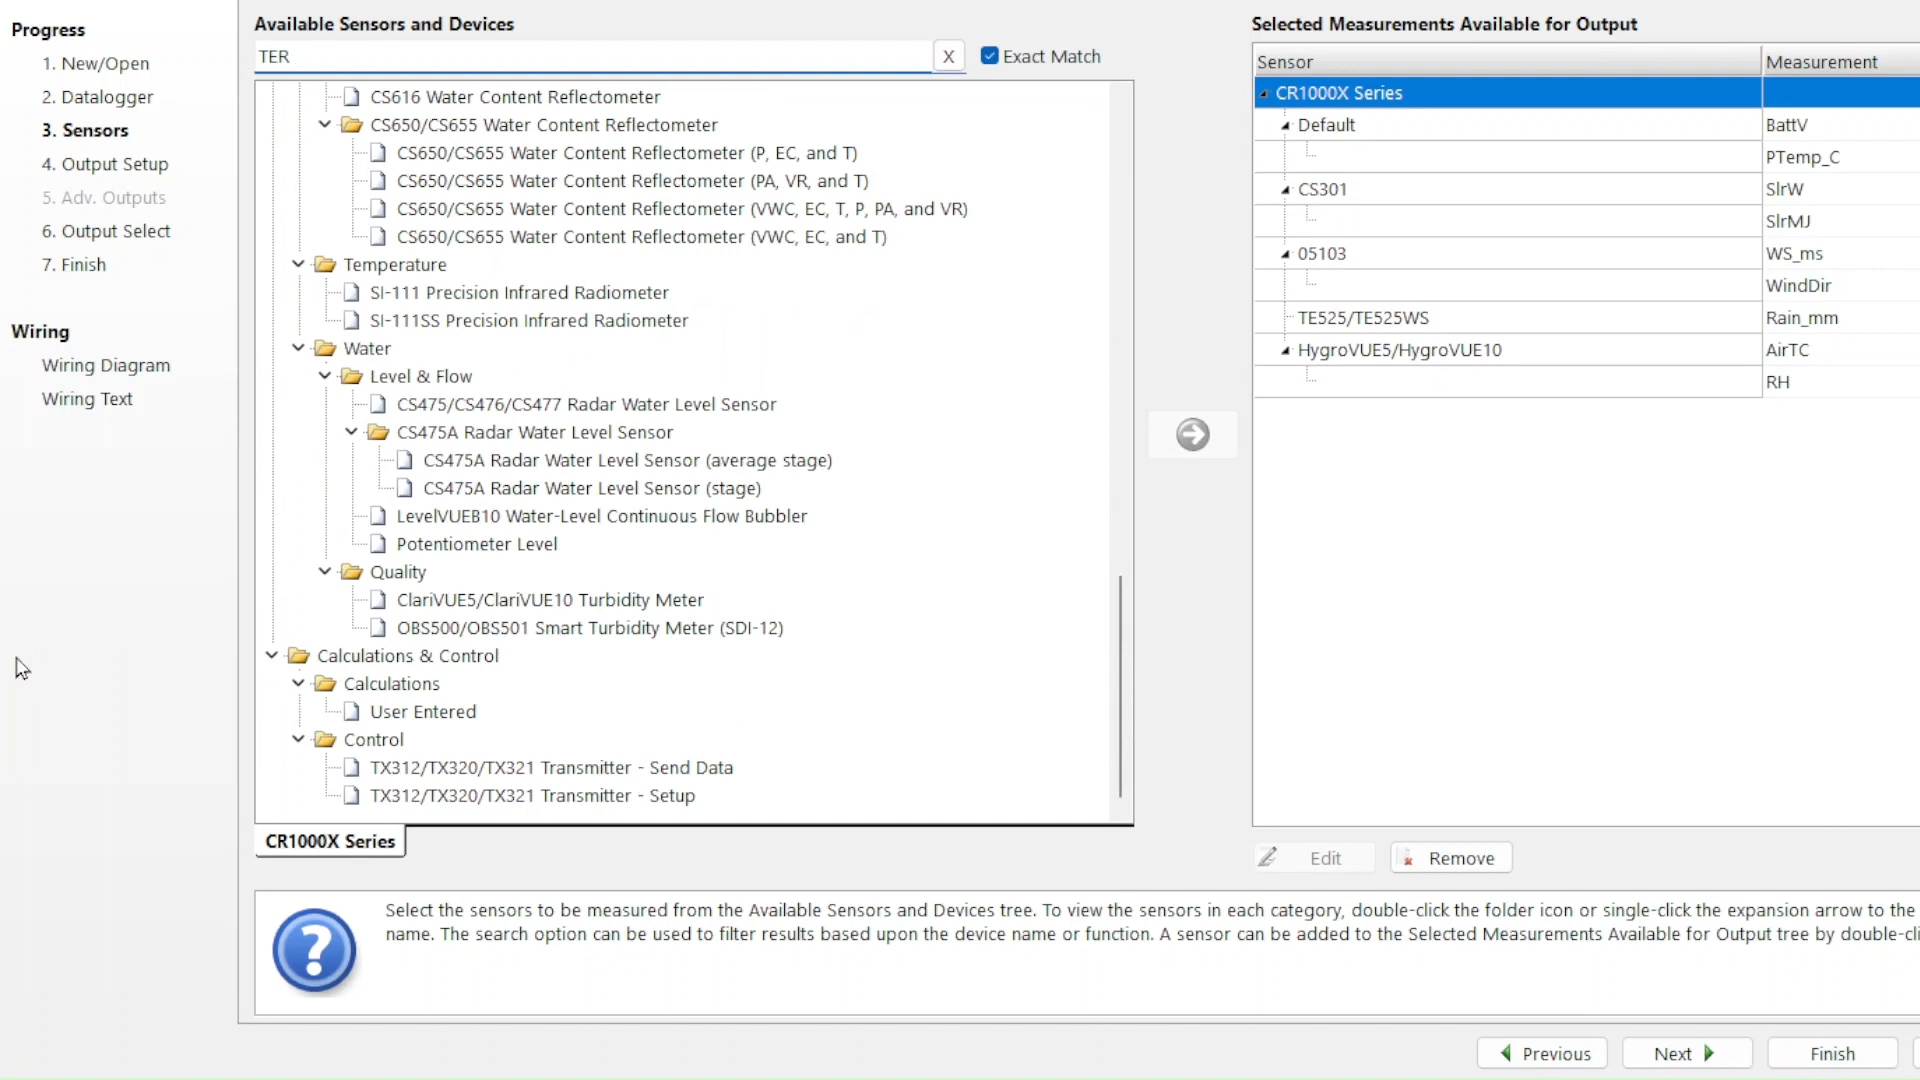 Progress
1. New/Open
2. Datalogger
3. Sensors
4. Output Setup
5. Adv. Outputs
6. Output Select
7. Finish
Wiring
Wiring Diagram
Wiring Text
Available Sensors and Devices
TER
X
Exact Match
CS616 Water Content Reflectometer
CS650/CS655 Water Content Reflectometer
CS650/CS655 Water Content Reflectometer (P, EC, and T)
CS650/CS655 Water Content Reflectometer (PA, VR, and T)
CS650/CS655 Water Content Reflectometer (VWC, EC, T, P, PA, and VR)
CS650/CS655 Water Content Reflectometer (VWC, EC, and T)
Temperature
SI-111 Precision Infrared Radiometer
SI-111SS Precision Infrared Radiometer
Water
Level & Flow
CS475/CS476/CS477 Radar Water Level Sensor
CS475A Radar Water Level Sensor
CS475A Radar Water Level Sensor (average stage)
CS475A Radar Water Level Sensor (stage)
LevelVUEB10 Water-Level Continuous Flow Bubbler
Potentiometer Level
Quality
ClariVUE5/ClariVUE10 Turbidity Meter
OBS500/OBS501 Smart Turbidity Meter (SDI-12)
Calculations & Control
Calculations
User Entered
Control
TX312/TX320/TX321 Transmitter - Send Data
TX312/TX320/TX321 Transmitter - Setup
CR1000X Series
Selected Measurements Available for Output
Sensor Measurement
CR1000X Series
Default BattV
PTemp_C
CS301 SlrW
SlrMJ
05103 WS_ms
WindDir
TE525/TE525WS Rain_mm
HygroVUE5/HygroVUE10 AirTC
RH
Edit
Remove
Select the sensors to be measured from the Available Sensors and Devices tree. To view the sensors in each category, double-click the folder icon or single-click the expansion arrow to the
name. The search option can be used to filter results based upon the device name or function. A sensor can be added to the Selected Measurements Available for Output tree by double-cli
Previous
Next
Finish